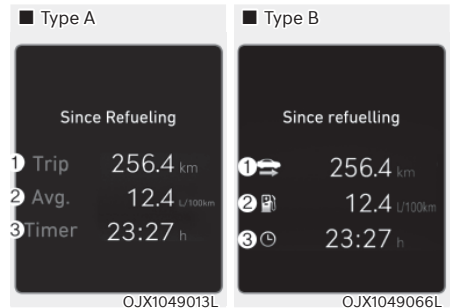 ■ Type A
Since Refueling
1 Trip 256.4 km
2 Avg. 12.4 L/100km
3 Timer 23:27 h
OJX1049013L
■ Type B
Since refuelling
1 256.4 km
2 12.4 L/100km
3 23:27 h
OJX1049066L